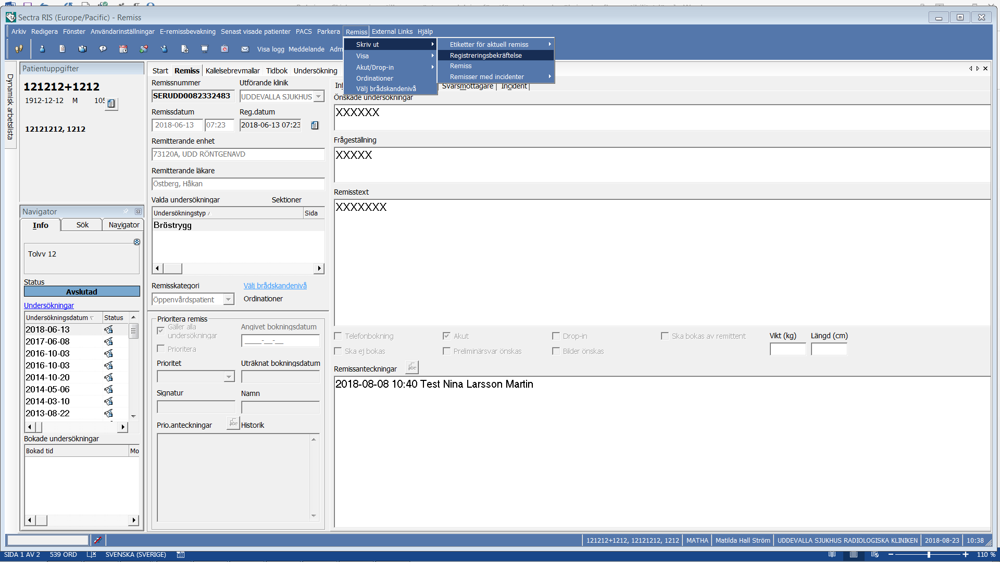 Sectra RIS (Europe/Pacific) - Remiss
Arkiv Redigera Fönster Användarinställningar E-remissbevakning Senast visade patienter PACS Parkera Remiss External Links Hjälp
Visa logg Meddelande Adm
Skriv ut
Visa
Akut/Drop-in
Ordinationer
Välj brådskandenivå
Etiketter för aktuell remiss
Registreringsbekräftelse
Remiss
Remisser med incidenter
Dynamisk arbetslista
Patientuppgifter
121212+1212
1912-12-12 M 105
12121212, 1212
Navigator
Info Sök Navigator
Tolvv 12
Status
Avslutad
Undersökningar
Undersökningsdatum Status
2018-06-13
2017-06-08
2016-10-03
2016-10-03
2014-10-20
2014-05-06
2014-03-10
2013-08-22
Bokade undersökningar
Bokad tid Mo
Start Remiss Kallelsebrevmallar Tidbok Undersökning
Remissnummer Utförande klinik
SERUDD0082332483 UDDEVALLA SJUKHUS
Remissdatum Reg.datum
2018-06-13 07:23 2018-06-13 07:23
Remitterande enhet
73120A, UDD RÖNTGENAVD
Remitterande läkare
Östberg, Håkan
Valda undersökningar Sektioner
Undersökningstyp Sida
Bröstrygg
Remisskategori Välj brådskandenivå
Öppenvårdspatient Ordinationer
Prioritera remiss
Gäller alla undersökningar
Angivet bokningsdatum
____-__-__
Prioritera
Prioritet Uträknat bokningsdatum
Signatur Namn
Prio.anteckningar abc Historik
Svarsmottagare Incident
Önskade undersökningar
XXXXXX
Frågeställning
XXXXX
Remisstext
XXXXXXX
Telefonbokning Akut Drop-in Ska bokas av remittent Vikt (kg) Längd (cm)
Ska ej bokas Preliminärsvar önskas Bilder önskas
Remissanteckningar abc
2018-08-08 10:40 Test Nina Larsson Martin
121212+1212, 12121212, 1212 MATHA Matilda Hall Ström UDDEVALLA SJUKHUS RADIOLOGISKA KLINIKEN 2018-08-23 10:38
SIDA 1 AV 2 539 ORD SVENSKA (SVERIGE) 110 %